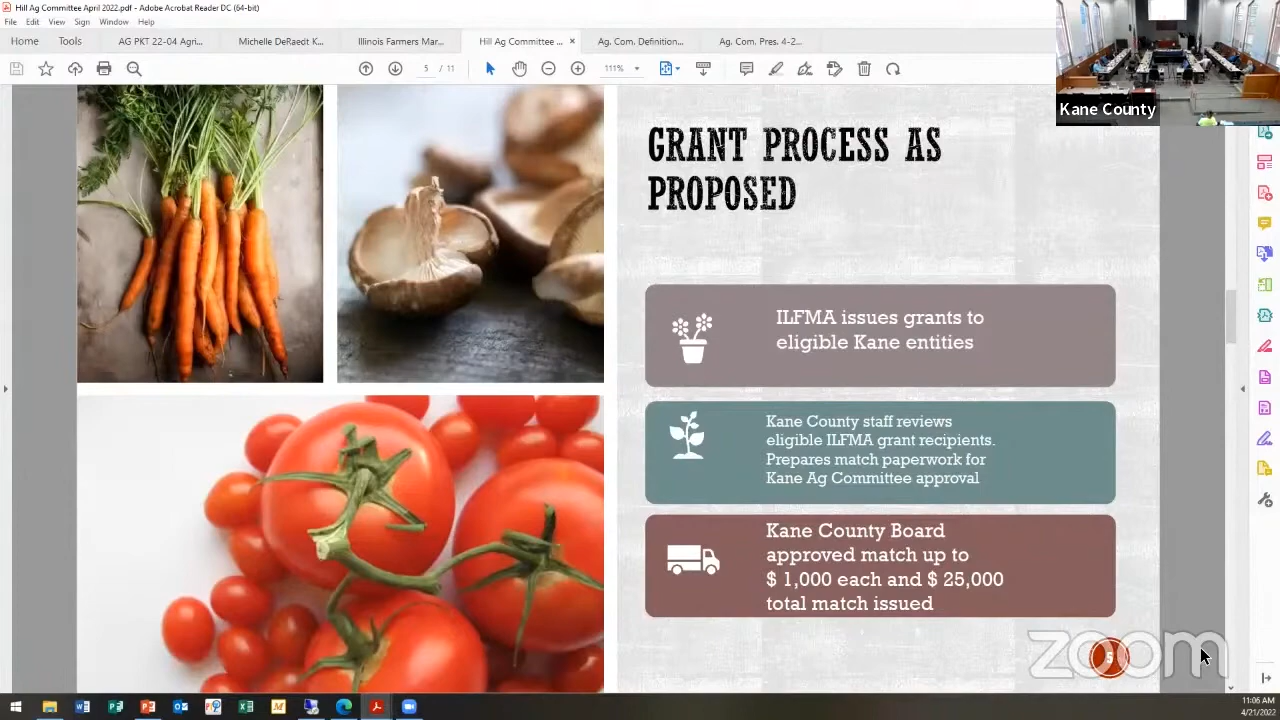 Hill Ag Committee April 2022.pdf - Adobe Acrobat Reader DC (64-bit)
File Edit View Sign Window Help
Home Tools AG PKT 22-04 Agri... Michelle DeRaedt K... Illinois Farmers Mar... Hill Ag Committee ... × Ag. Com. Definition... Ag. Com. Pres. 4-2...
5 / 11 111%
Kane County
GRANT PROCESS AS
PROPOSED
ILFMA issues grants to
eligible Kane entities
Kane County staff reviews
eligible ILFMA grant recipients.
Prepares match paperwork for
Kane Ag Committee approval
Kane County Board
approved match up to
$ 1,000 each and $ 25,000
total match issued
5
zoom
11:06 AM
4/21/2022